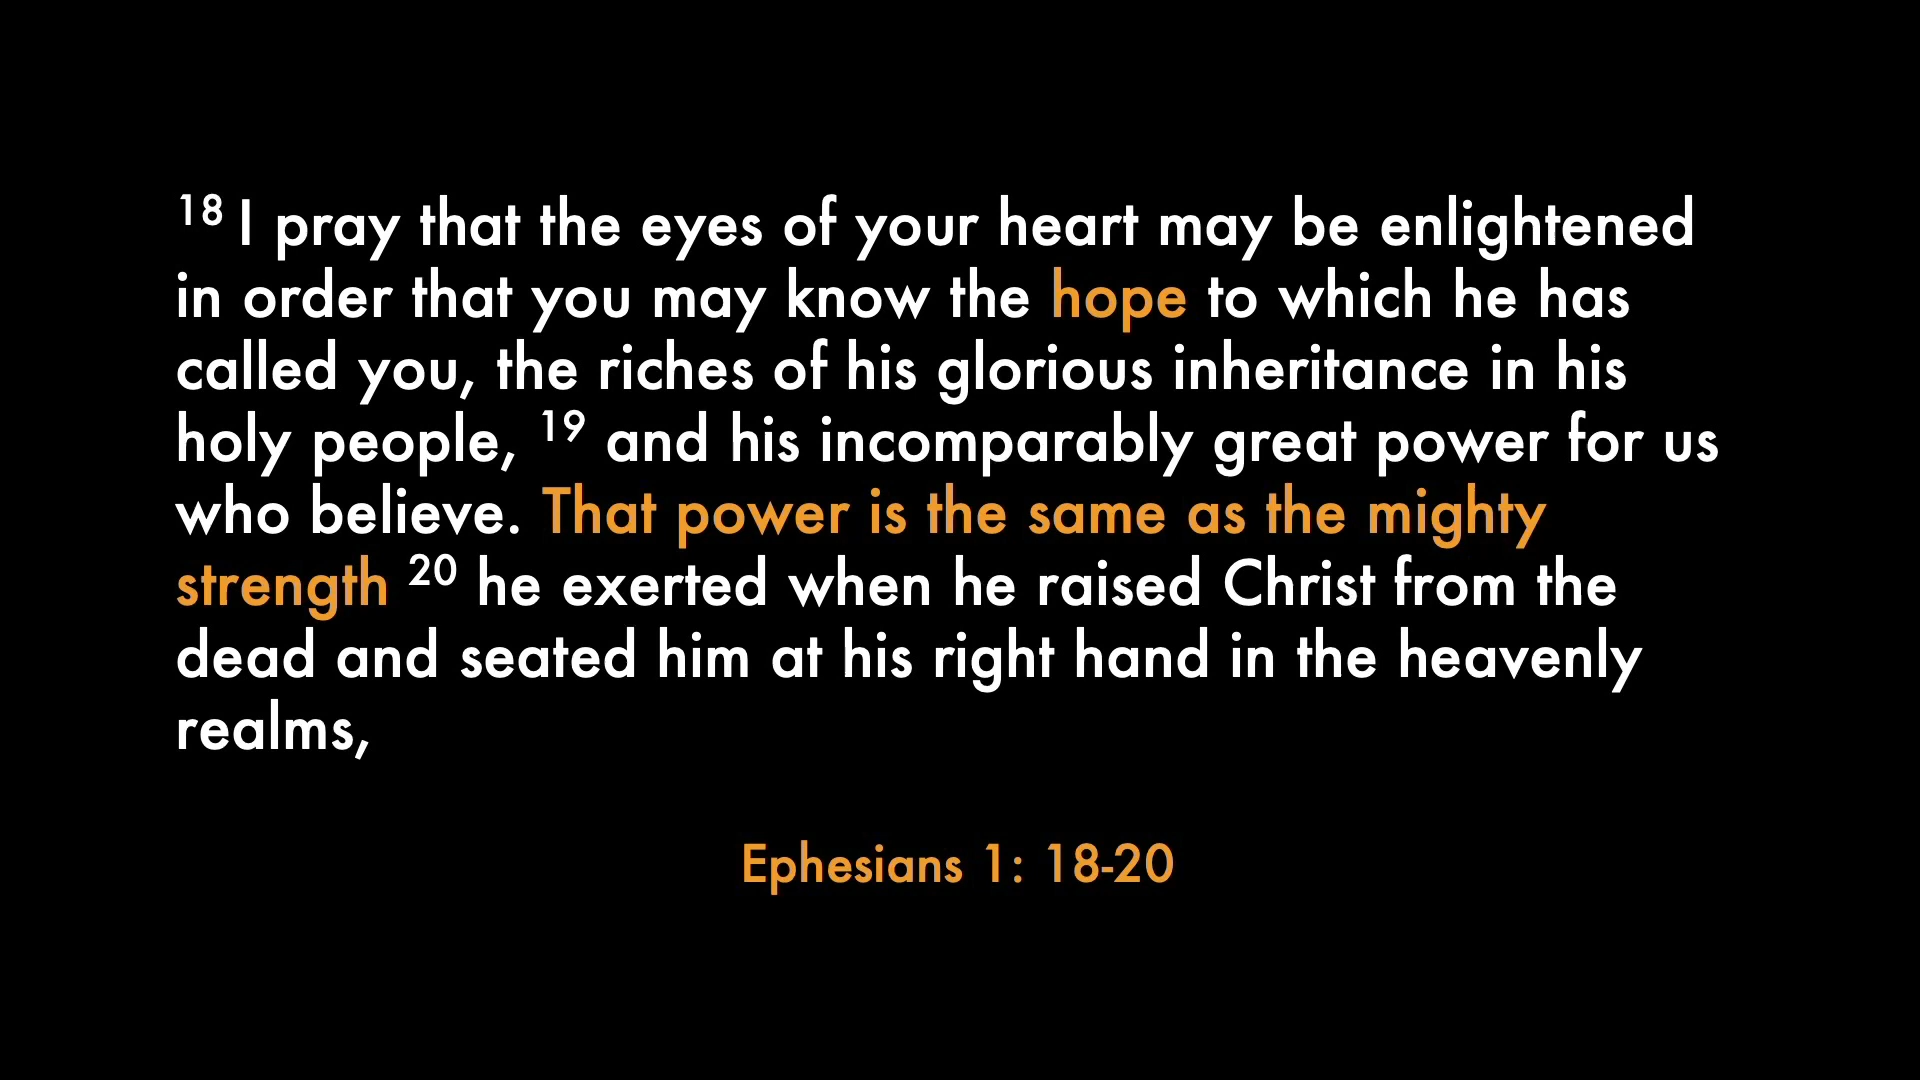 18 I pray that the eyes of your heart may be enlightened
in order that you may know the hope to which he has
called you, the riches of his glorious inheritance in his
holy people, 19 and his incomparably great power for us
who believe. That power is the same as the mighty
strength 20 he exerted when he raised Christ from the
dead and seated him at his right hand in the heavenly
realms,
Ephesians 1: 18-20